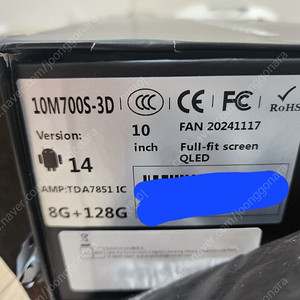 10M700S-3D
CCC
CE
FC
RoHS
Version:
14
10
inch
FAN 20241117
Full-fit screen
QLED
AMP:TDA7851 IC
8G+128G